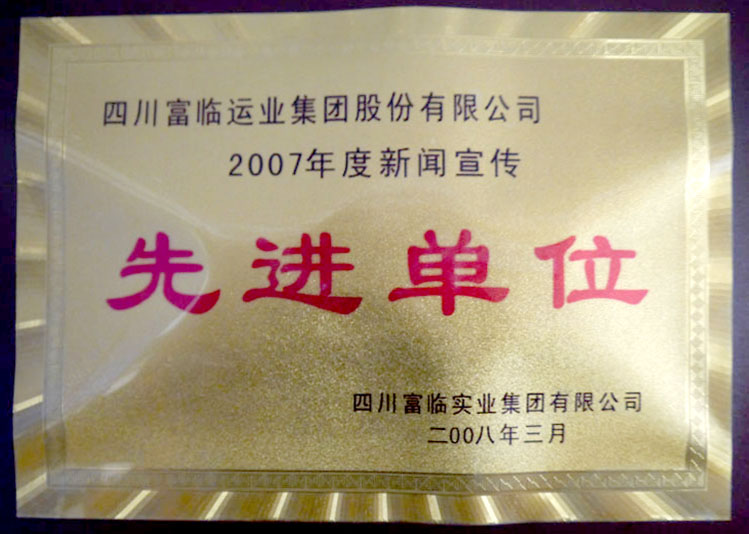 四川富临运业集团股份有限公司
2007年度新闻宣传
先进单位
四川富临实业集团有限公司
二00八年三月